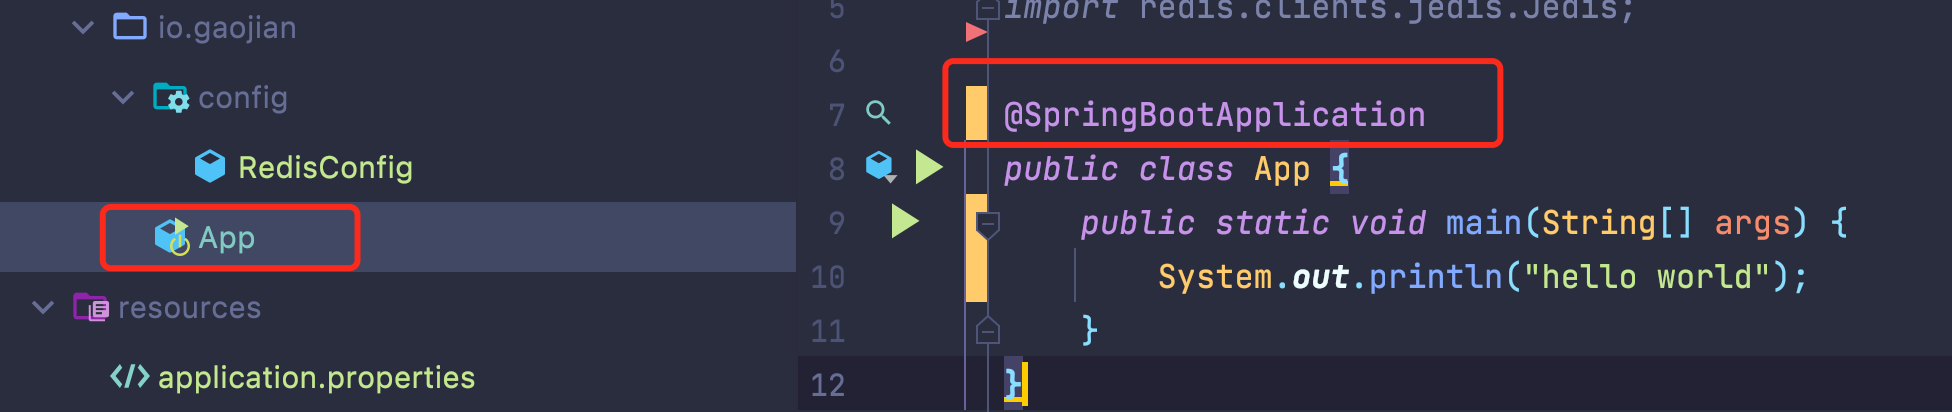 io.gaojian
config
RedisConfig
App
resources
application.properties
5 import redis.clients.jedis.Jedis;
6
7 @SpringBootApplication
8 public class App {
9 public static void main(String[] args) {
10 System.out.println("hello world");
11 }
12 }